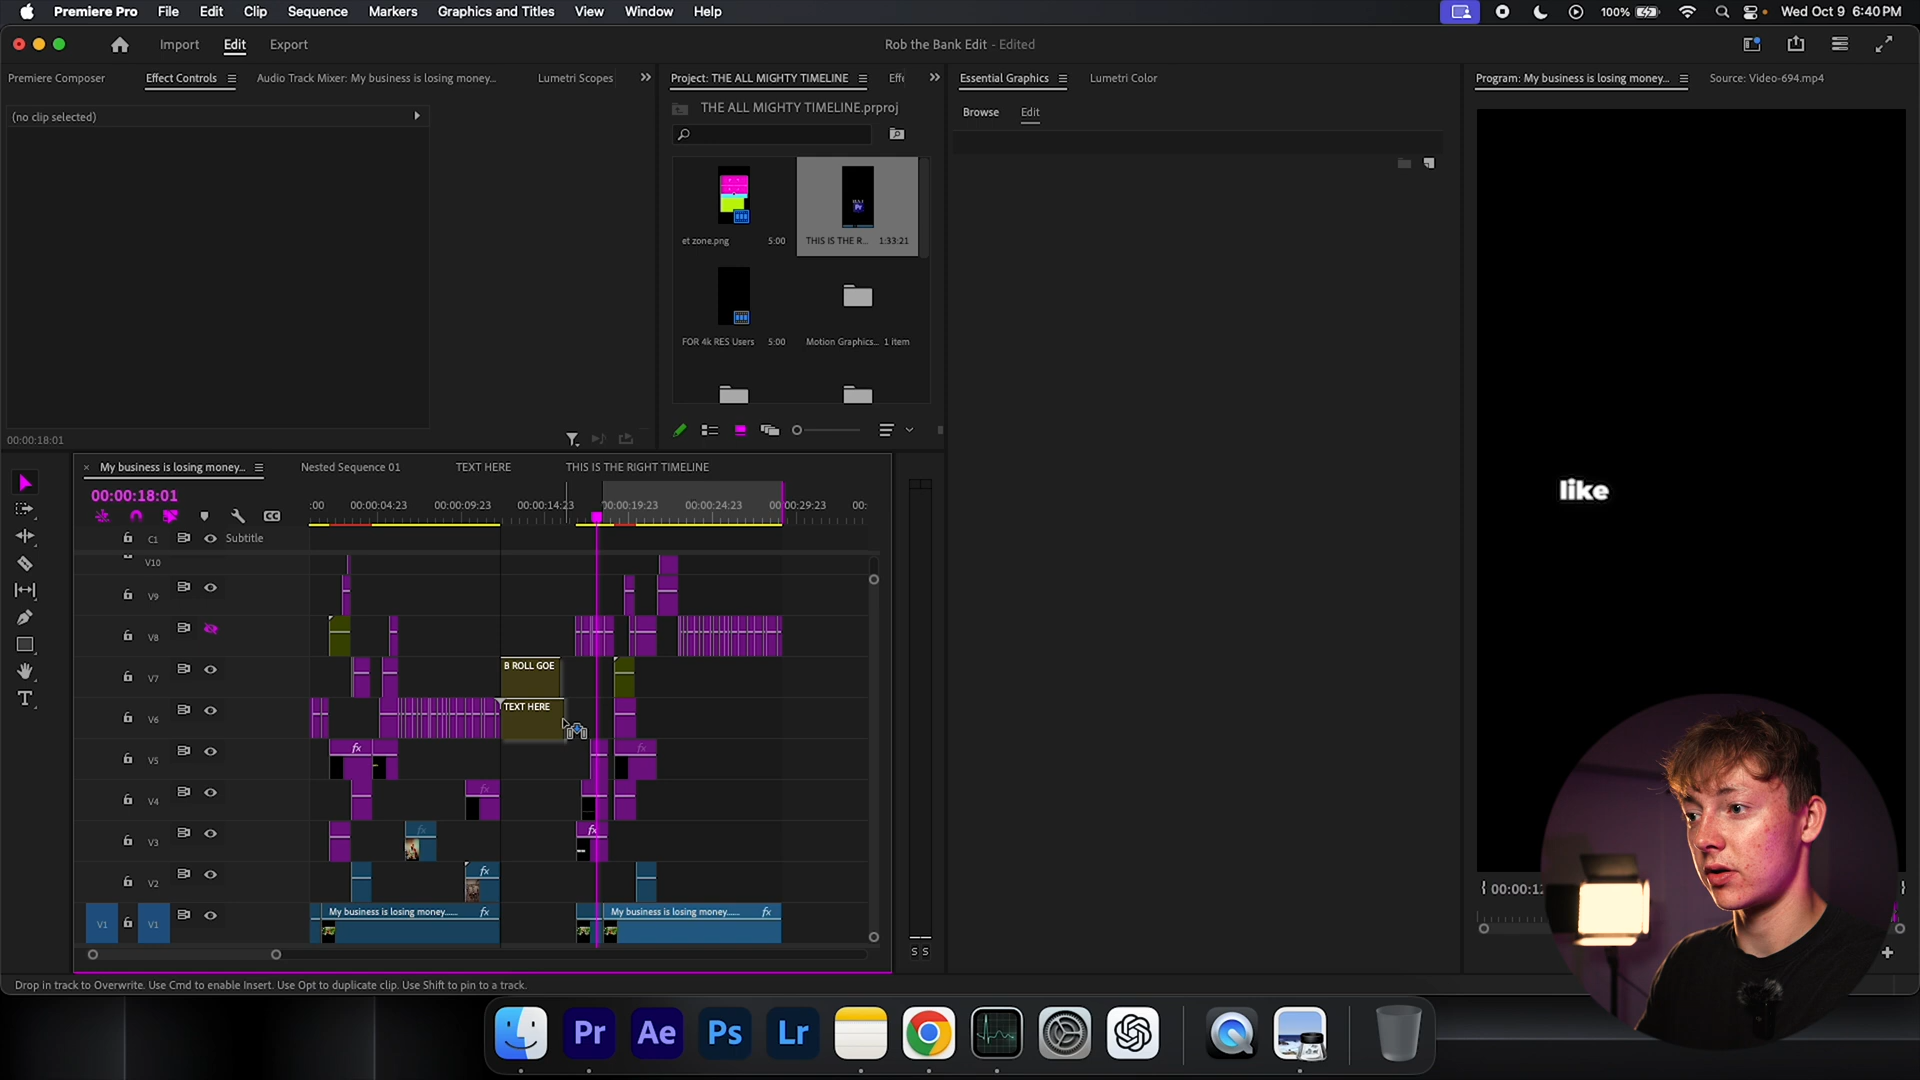 Premiere Pro File Edit Clip Sequence Markers Graphics and Titles View Window Help 100% Wed Oct 9 6:40 PM
Import Edit Export Rob the Bank Edit - Edited
Premiere Composer Effect Controls Audio Track Mixer: My business is losing money... Lumetri Scopes Project: THE ALL MIGHTY TIMELINE Effe Essential Graphics Lumetri Color Program: My business is losing money... Source: Video-694.mp4
(no clip selected)
THE ALL MIGHTY TIMELINE.prproj
Browse Edit
et zone.png 5:00 THIS IS THE R... 1:33:21
FOR 4k RES Users 5:00 Motion Graphics... 1 item
00:00:18:01
My business is losing money... Nested Sequence 01 TEXT HERE THIS IS THE RIGHT TIMELINE
00:00:18:01
:00 00:00:04:23 00:00:09:23 00:00:14:23 00:00:19:23 00:00:24:23 00:00:29:23 00:
CC
C1 Subtitle
V10
V9
V8
V7 B ROLL GOE
V6 TEXT HERE
V5 fx fx
V4 fx
V3 fx fx
V2 fx
V1 V1 My business is losing money...... fx My business is losing money...... fx
like
00:00:12
S S
Drop in track to Overwrite. Use Cmd to enable Insert. Use Opt to duplicate clip. Use Shift to pin to a track.
Pr Ae Ps Lr